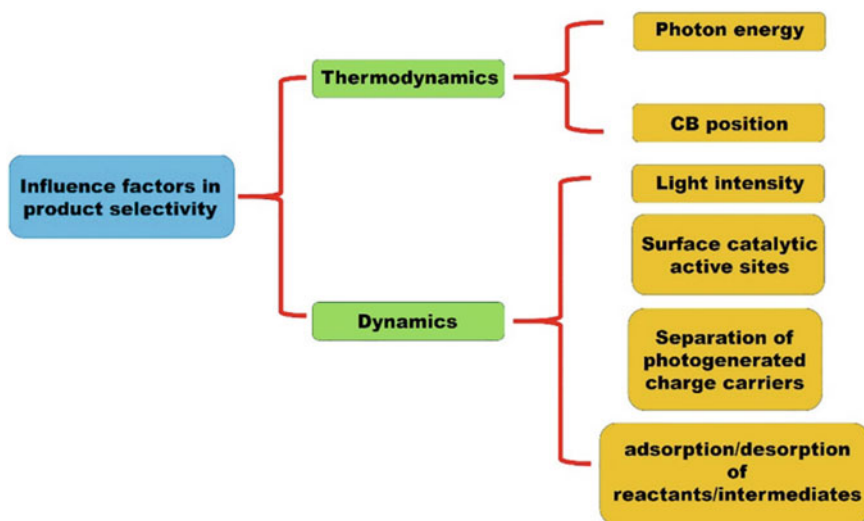 Influence factors in
product selectivity
Thermodynamics
Photon energy
CB position
Dynamics
Light intensity
Surface catalytic
active sites
Separation of
photogenerated
charge carriers
adsorption/desorption
of
reactants/intermediates